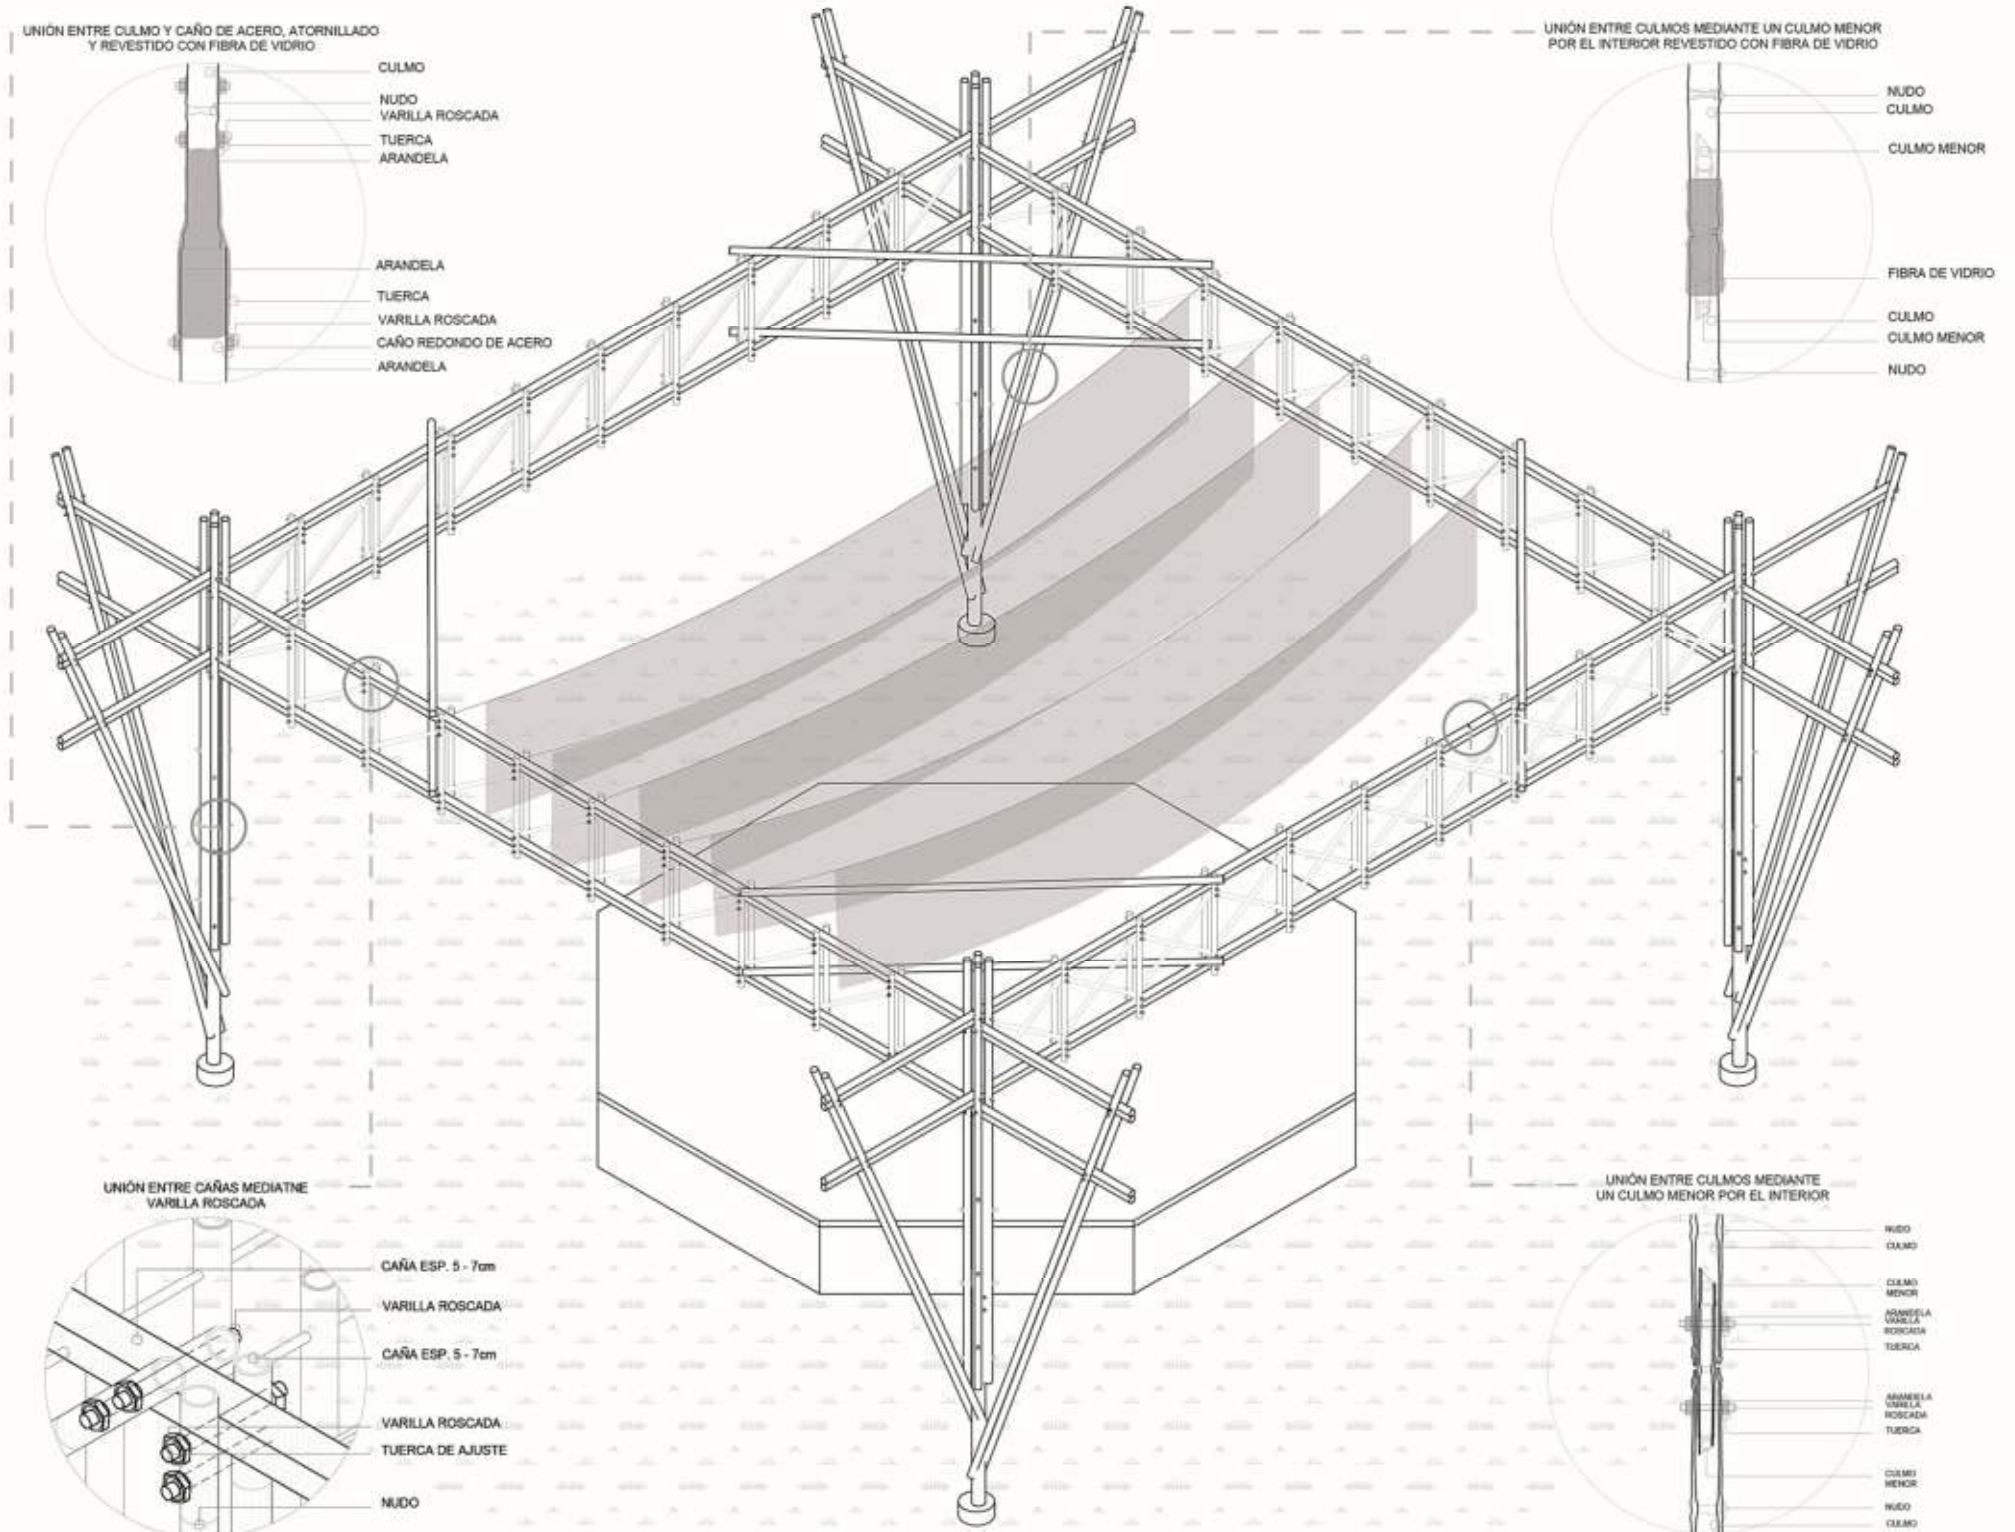 UNIÓN ENTRE CULMO Y CAÑO DE ACERO, ATORNILLADO
Y REVESTIDO CON FIBRA DE VIDRIO
CULMO
NUDO
VARILLA ROSCADA
TUERCA
ARANDELA
ARANDELA
TUERCA
VARILLA ROSCADA
CAÑO REDONDO DE ACERO
ARANDELA
UNIÓN ENTRE CULMOS MEDIANTE UN CULMO MENOR
POR EL INTERIOR REVESTIDO CON FIBRA DE VIDRIO
NUDO
CULMO
CULMO MENOR
FIBRA DE VIDRIO
CULMO
CULMO MENOR
NUDO
UNIÓN ENTRE CAÑAS MEDIATNE
VARILLA ROSCADA
CAÑA ESP. 5 - 7cm
VARILLA ROSCADA
CAÑA ESP. 5 - 7cm
VARILLA ROSCADA
TUERCA DE AJUSTE
NUDO
UNIÓN ENTRE CULMOS MEDIANTE
UN CULMO MENOR POR EL INTERIOR
NUDO
CULMO
CULMO
MENOR
ARANDELA
VARILLA
ROSCADA
TUERCA
ARANDELA
VARILLA
ROSCADA
TUERCA
CULMO
MENOR
NUDO
CULMO